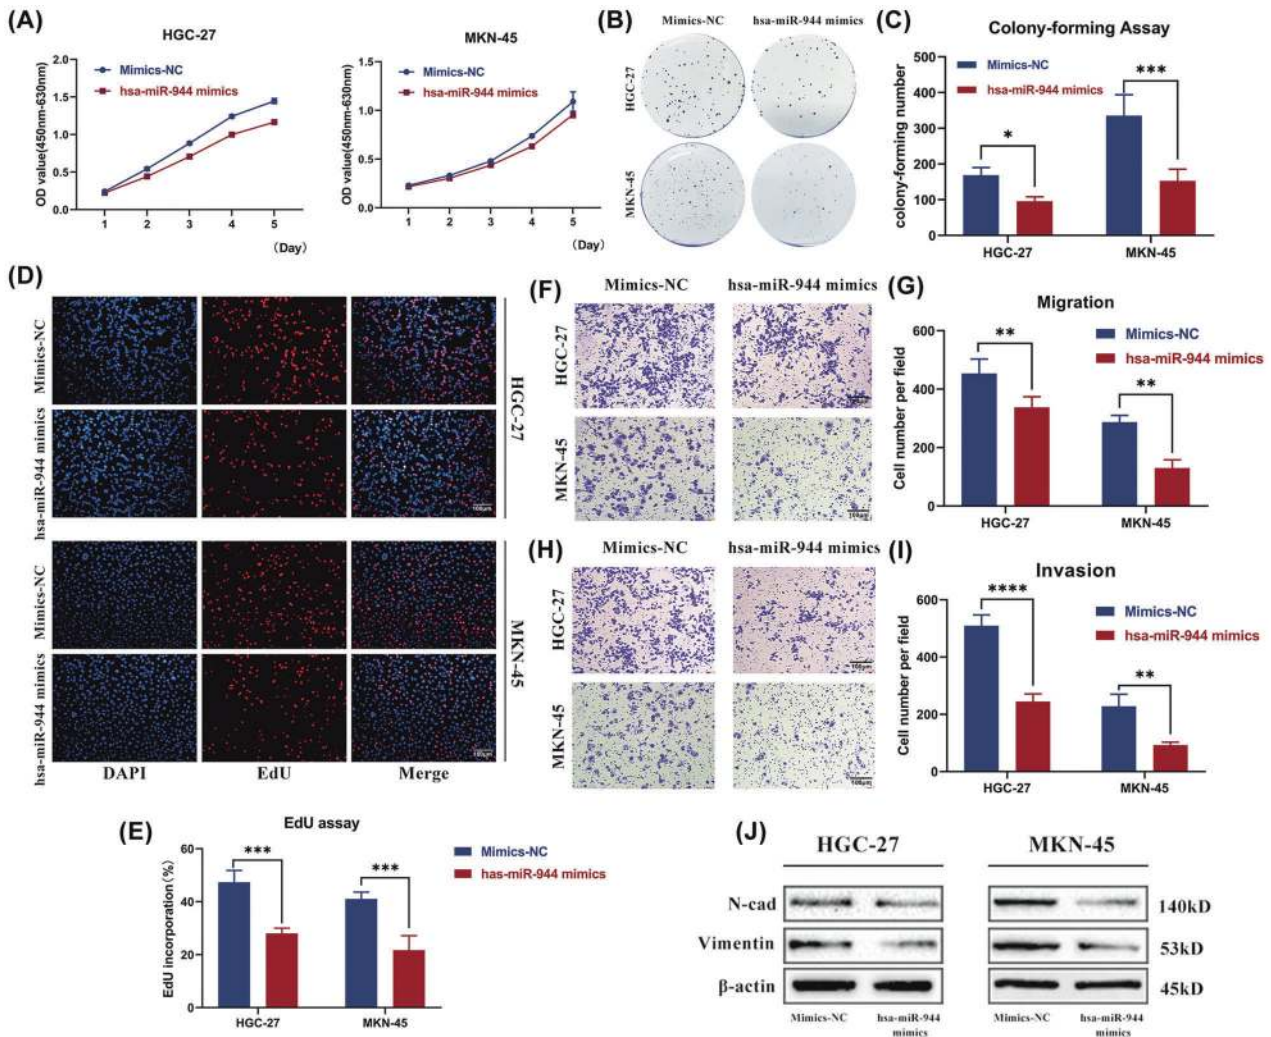 (A)
HGC-27
OD value(450nm-630nm)
2.0
1.5
1.0
0.5
0.0
Mimics-NC
hsa-miR-944 mimics
1 2 3 4 5
(Day)
MKN-45
OD value(450nm-630nm)
1.5
1.0
0.5
0.0
Mimics-NC
hsa-miR-944 mimics
1 2 3 4 5
(Day)
(B)
Mimics-NC hsa-miR-944 mimics
HGC-27
MKN-45
(C)
Colony-forming Assay
colony-forming number
500
400
300
200
100
0
Mimics-NC
hsa-miR-944 mimics
*
***
HGC-27 MKN-45
(D)
Mimics-NC
hsa-miR-944 mimics
HGC-27
100μm
Mimics-NC
hsa-miR-944 mimics
MKN-45
100μm
DAPI EdU Merge
(E)
EdU assay
EdU incorporation(%)
60
40
20
0
***
***
Mimics-NC
has-miR-944 mimics
HGC-27 MKN-45
(F)
Mimics-NC hsa-miR-944 mimics
HGC-27
MKN-45
100μm
(G)
Migration
Cell number per field
600
400
200
0
**
**
Mimics-NC
hsa-miR-944 mimics
HGC-27 MKN-45
(H)
Mimics-NC hsa-miR-944 mimics
HGC-27
100μm
MKN-45
100μm
(I)
Invasion
Cell number per field
600
400
200
0
****
**
Mimics-NC
hsa-miR-944 mimics
HGC-27 MKN-45
(J)
HGC-27 MKN-45
N-cad 140kD
Vimentin 53kD
β-actin 45kD
Mimics-NC hsa-miR-944 Mimics-NC hsa-miR-944
mimics mimics